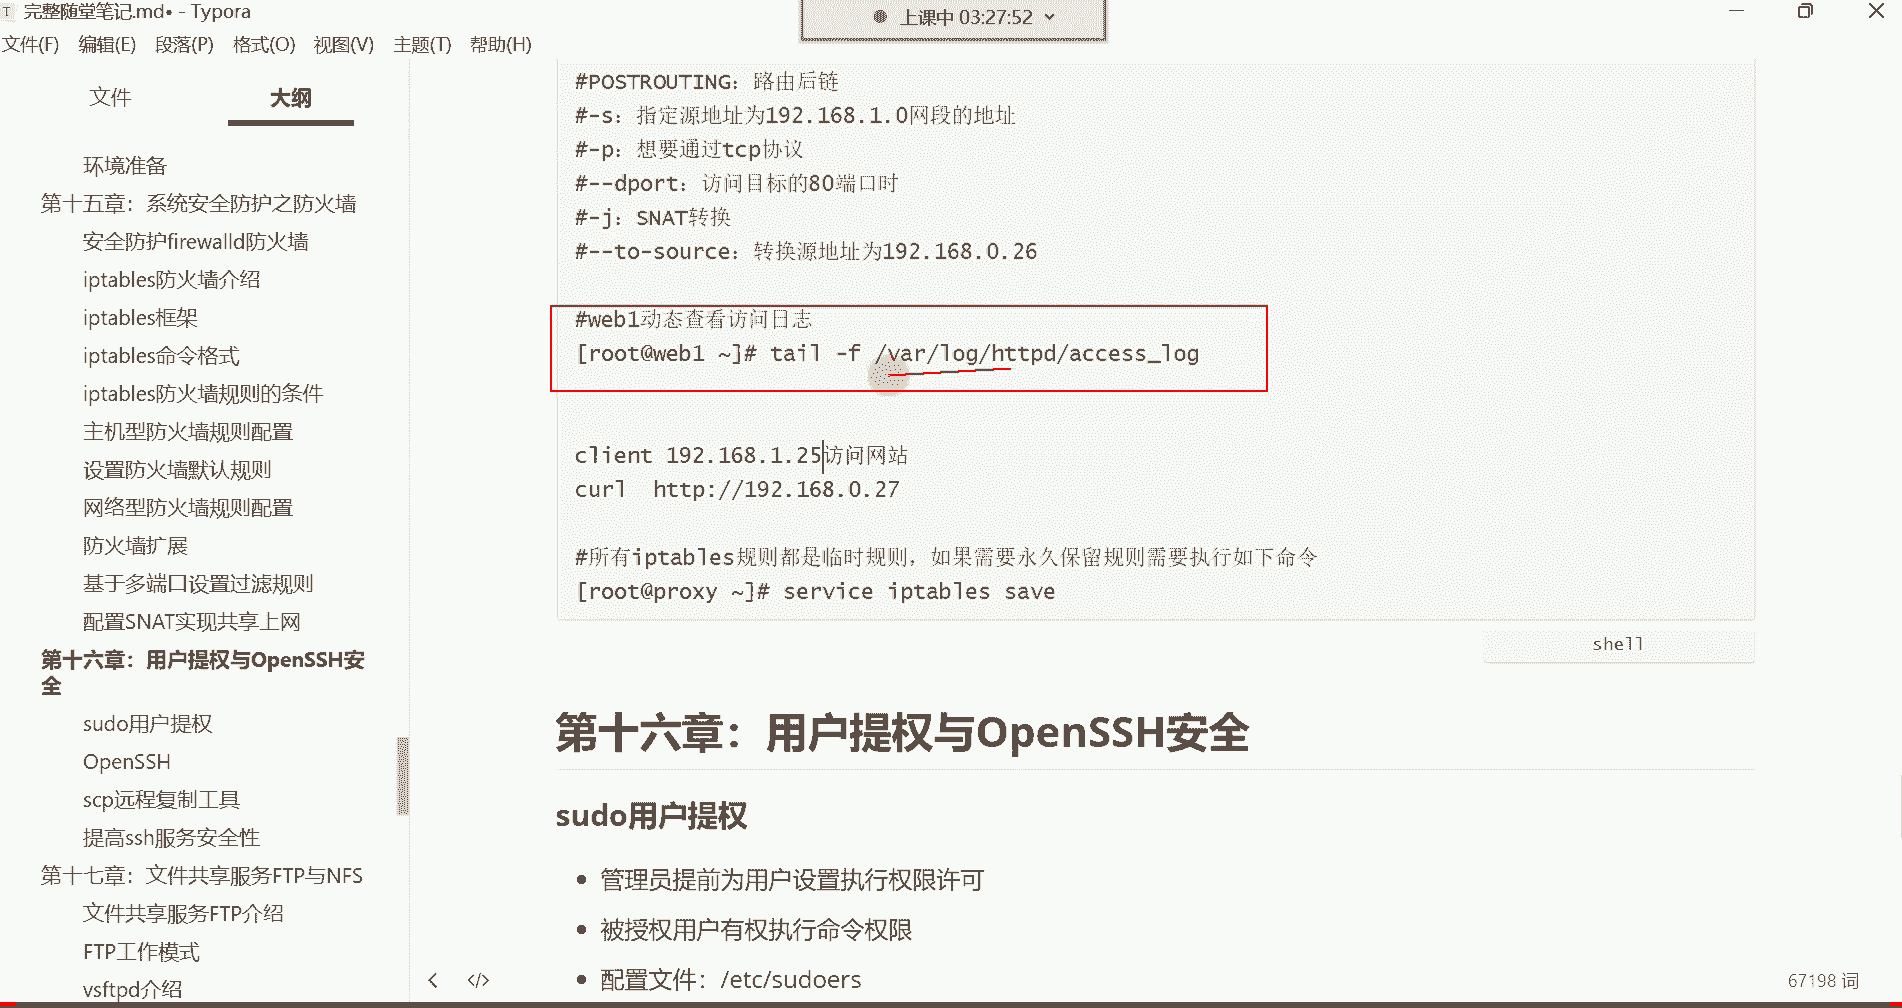 T 完整随堂笔记.md• - Typora
上课中 03:27:52
文件(F) 编辑(E) 段落(P) 格式(O) 视图(V) 主题(T) 帮助(H)
文件 大纲
环境准备
第十五章：系统安全防护之防火墙
安全防护firewalld防火墙
iptables防火墙介绍
iptables框架
iptables命令格式
iptables防火墙规则的条件
主机型防火墙规则配置
设置防火墙默认规则
网络型防火墙规则配置
防火墙扩展
基于多端口设置过滤规则
配置SNAT实现共享上网
第十六章：用户提权与OpenSSH安
全
sudo用户提权
OpenSSH
scp远程复制工具
提高ssh服务安全性
第十七章：文件共享服务FTP与NFS
文件共享服务FTP介绍
FTP工作模式
vsftpd介绍
#POSTROUTING：路由后链
#-s：指定源地址为192.168.1.0网段的地址
#-p：想要通过tcp协议
#--dport：访问目标的80端口时
#-j：SNAT转换
#--to-source：转换源地址为192.168.0.26
#web1动态查看访问日志
[root@web1 ~]# tail -f /var/log/httpd/access_log
client 192.168.1.25访问网站
curl  http://192.168.0.27
#所有iptables规则都是临时规则，如果需要永久保留规则需要执行如下命令
[root@proxy ~]# service iptables save
shell
第十六章：用户提权与OpenSSH安全
sudo用户提权
• 管理员提前为用户设置执行权限许可
• 被授权用户有权执行命令权限
• 配置文件：/etc/sudoers
< </>
67198 词